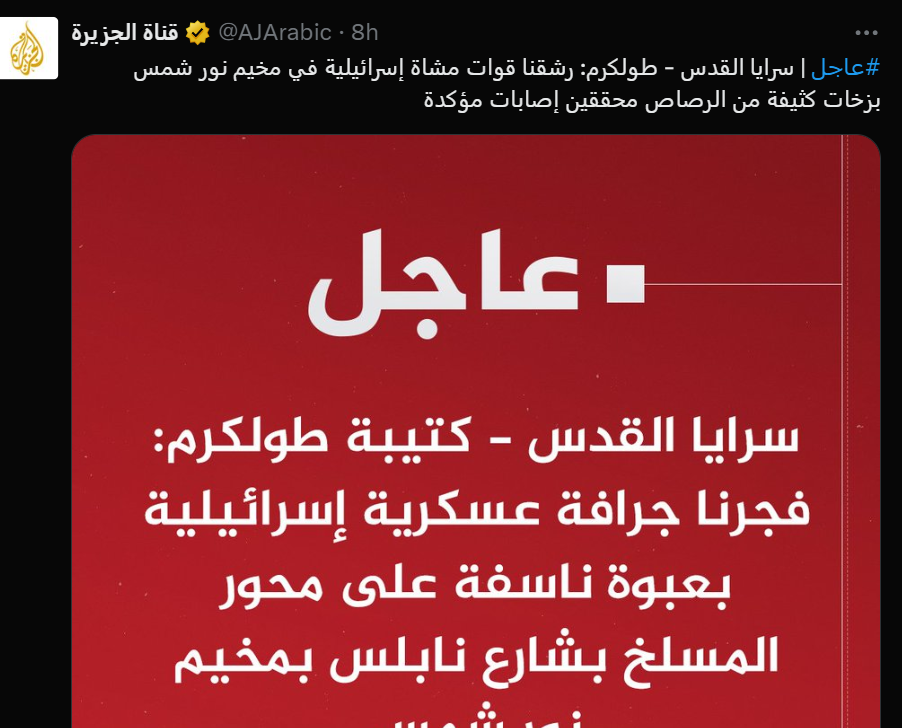 قناة الجزيرة @AJArabic · 8h
#عاجل | سرايا القدس - طولكرم: رشقنا قوات مشاة إسرائيلية في مخيم نور شمس
بزخات كثيفة من الرصاص محققين إصابات مؤكدة
عاجل
سرايا القدس - كتيبة طولكرم:
فجرنا جرافة عسكرية إسرائيلية
بعبوة ناسفة على محور
المسلخ بشارع نابلس بمخيم
نور شمس